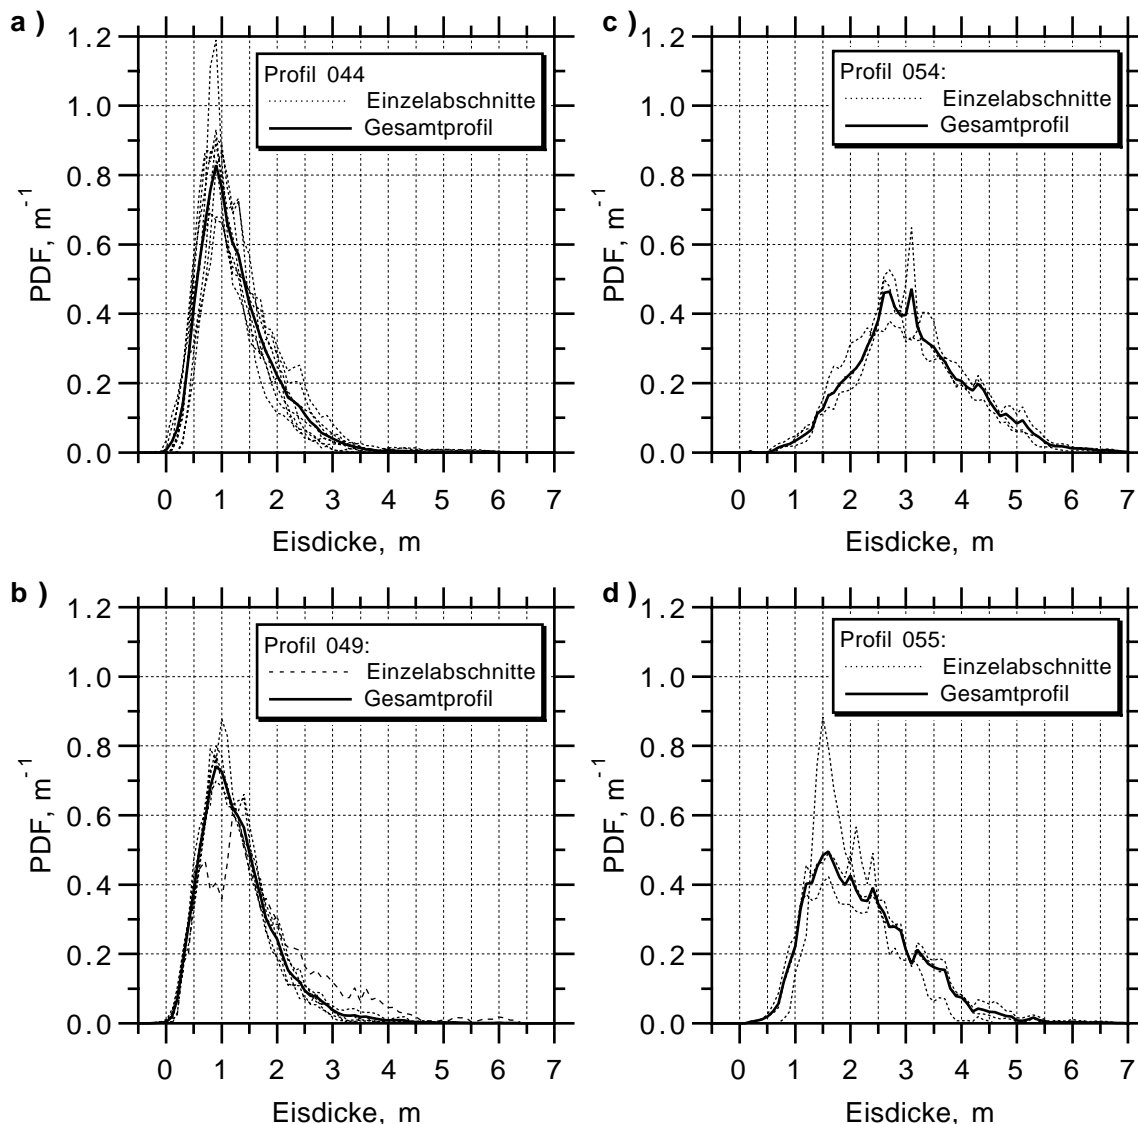 a )
1.2
1.0
0.8
0.6
0.4
0.2
0.0
PDF, m-1
Profil 044
Einzelabschnitte
Gesamtprofil
0 1 2 3 4 5 6 7
Eisdicke, m
c )
1.2
1.0
0.8
0.6
0.4
0.2
0.0
PDF, m-1
Profil 054:
Einzelabschnitte
Gesamtprofil
0 1 2 3 4 5 6 7
Eisdicke, m
b )
1.2
1.0
0.8
0.6
0.4
0.2
0.0
PDF, m-1
Profil 049:
Einzelabschnitte
Gesamtprofil
0 1 2 3 4 5 6 7
Eisdicke, m
d )
1.2
1.0
0.8
0.6
0.4
0.2
0.0
PDF, m-1
Profil 055:
Einzelabschnitte
Gesamtprofil
0 1 2 3 4 5 6 7
Eisdicke, m